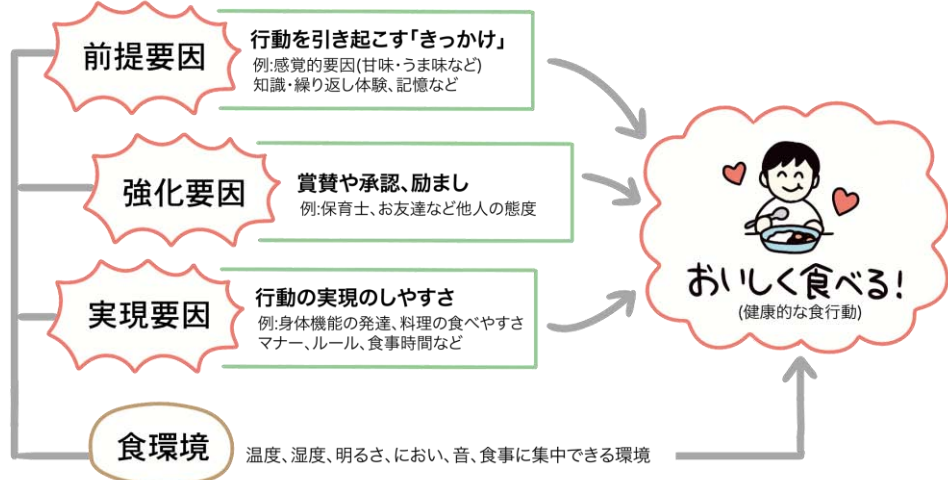 前提要因
行動を引き起こす「きっかけ」
例:感覚的要因(甘味・うま味など)
知識・繰り返し体験、記憶など
強化要因
賞賛や承認、励まし
例:保育士、お友達など他人の態度
実現要因
行動の実現のしやすさ
例:身体機能の発達、料理の食べやすさ
マナー、ルール、食事時間など
食環境
温度、湿度、明るさ、におい、音、食事に集中できる環境
おいしく食べる!
(健康的な食行動)